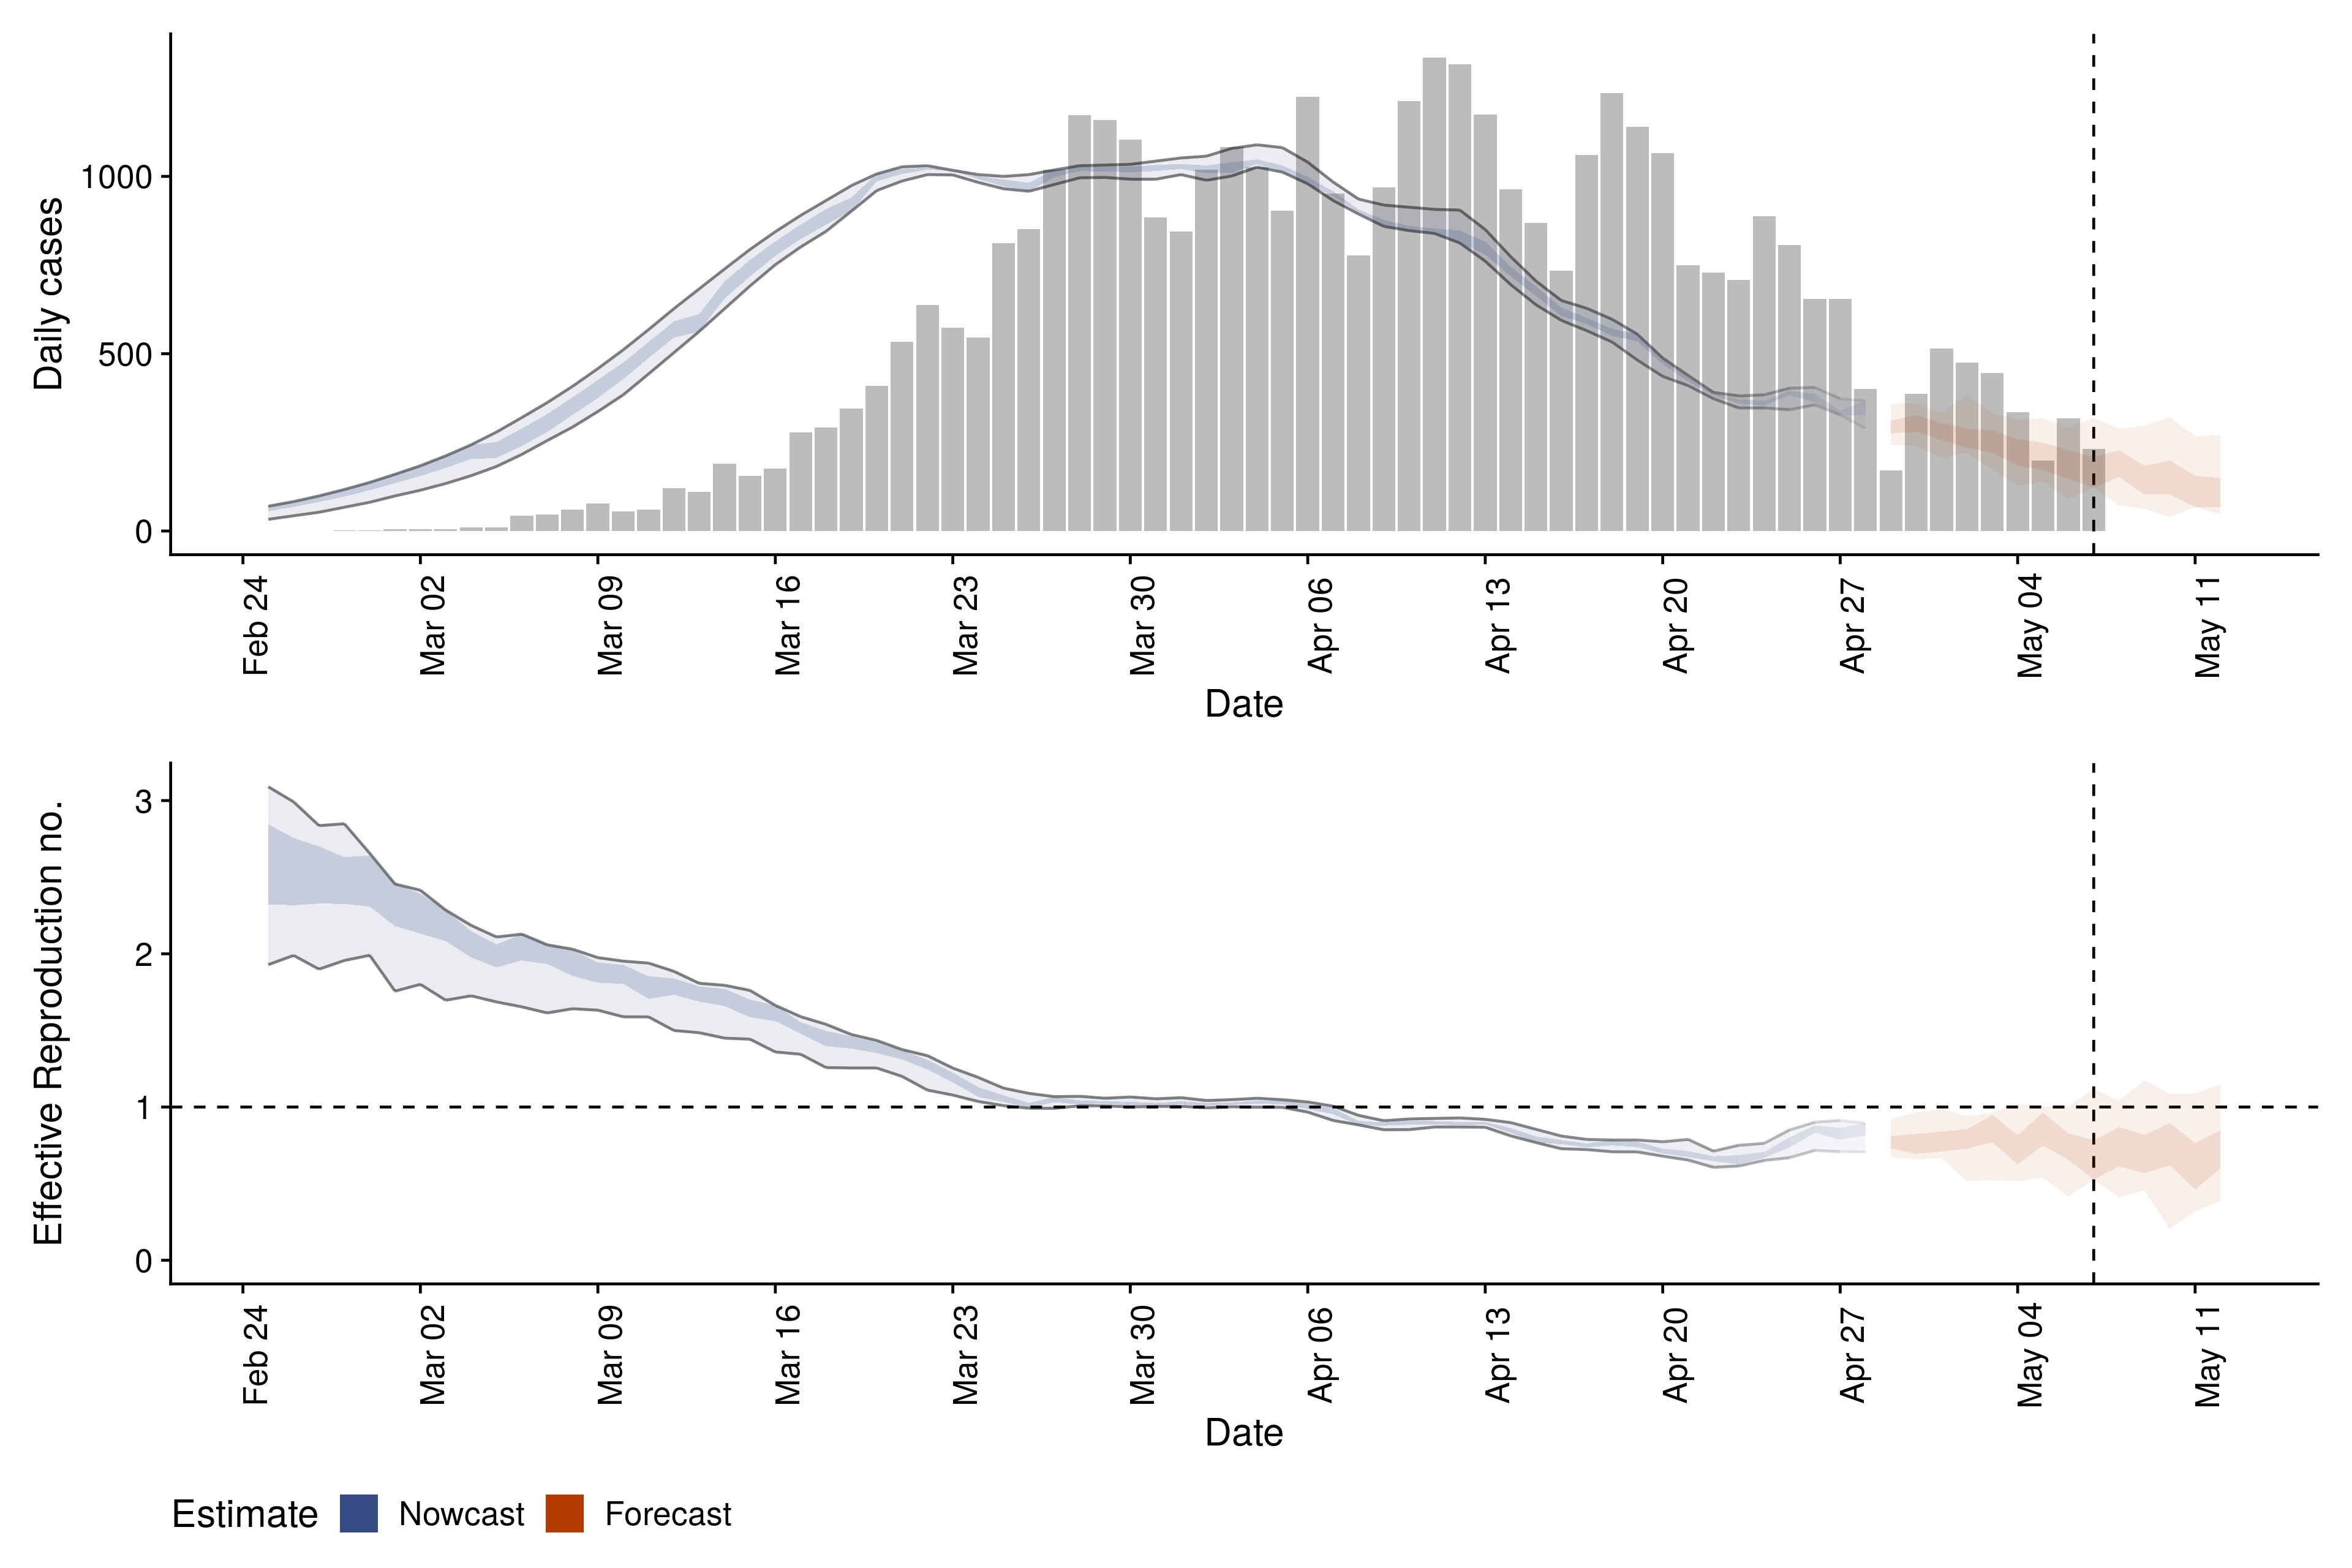 Daily cases
1000
500
0
Feb 24
Mar 02
Mar 09
Mar 16
Mar 23
Mar 30
Apr 06
Apr 13
Apr 20
Apr 27
May 04
May 11
Date
Effective Reproduction no.
3
2
1
0
Feb 24
Mar 02
Mar 09
Mar 16
Mar 23
Mar 30
Apr 06
Apr 13
Apr 20
Apr 27
May 04
May 11
Date
Estimate Nowcast Forecast